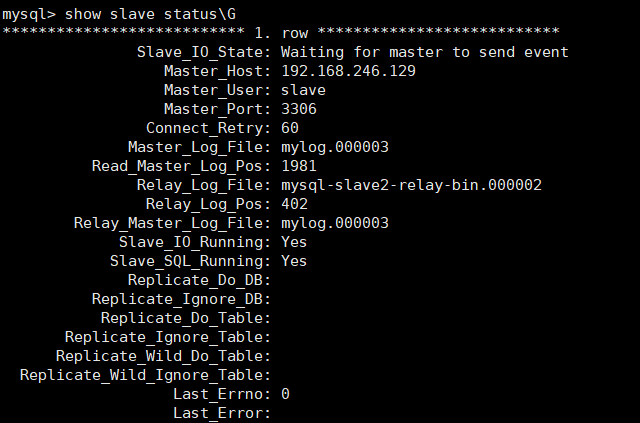 mysql> show slave status\G
*************************** 1. row ***************************
Slave_IO_State: Waiting for master to send event
Master_Host: 192.168.246.129
Master_User: slave
Master_Port: 3306
Connect_Retry: 60
Master_Log_File: mylog.000003
Read_Master_Log_Pos: 1981
Relay_Log_File: mysql-slave2-relay-bin.000002
Relay_Log_Pos: 402
Relay_Master_Log_File: mylog.000003
Slave_IO_Running: Yes
Slave_SQL_Running: Yes
Replicate_Do_DB:
Replicate_Ignore_DB:
Replicate_Do_Table:
Replicate_Ignore_Table:
Replicate_Wild_Do_Table:
Replicate_Wild_Ignore_Table:
Last_Errno: 0
Last_Error: